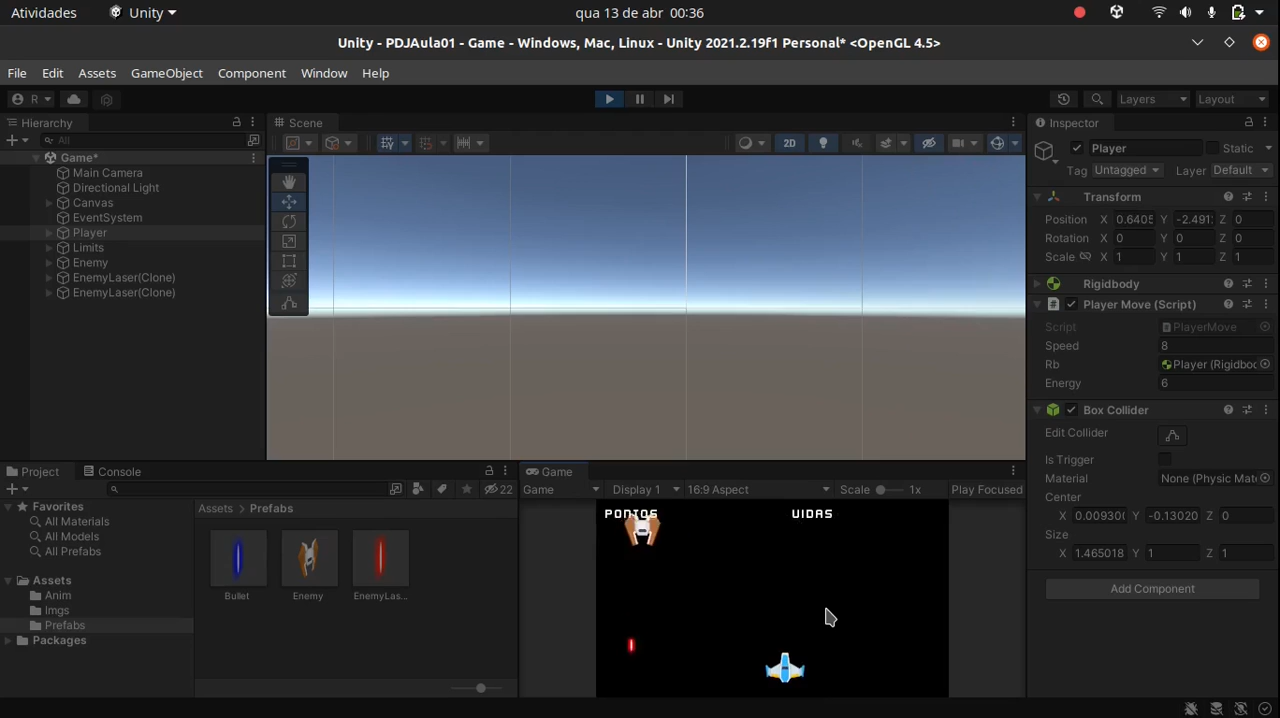 Atividades Unity qua 13 de abr 00:36
Unity - PDJAula01 - Game - Windows, Mac, Linux - Unity 2021.2.19f1 Personal* <OpenGL 4.5>
File Edit Assets GameObject Component Window Help
R Layers Layout
Hierarchy
All
Game*
Main Camera
Directional Light
Canvas
EventSystem
Player
Limits
Enemy
EnemyLaser(Clone)
EnemyLaser(Clone)
Scene
2D
Inspector
Player Static
Tag Untagged Layer Default
Transform
Position X 0.6405 Y -2.491 Z 0
Rotation X 0 Y 0 Z 0
Scale X 1 Y 1 Z 1
Rigidbody
Player Move (Script)
Script PlayerMove
Speed 8
Rb Player (Rigidbod
Energy 6
Box Collider
Edit Collider
Is Trigger
Material None (Physic Mat
Center
X 0.00930 Y -0.13020 Z 0
Size
X 1.465018 Y 1 Z 1
Add Component
Project Console
22
Favorites
All Materials
All Models
All Prefabs
Assets
Anim
Imgs
Prefabs
Packages
Assets > Prefabs
Bullet Enemy EnemyLas...
Game
Game Display 1 16:9 Aspect Scale 1x Play Focused
PONTOS VIDAS